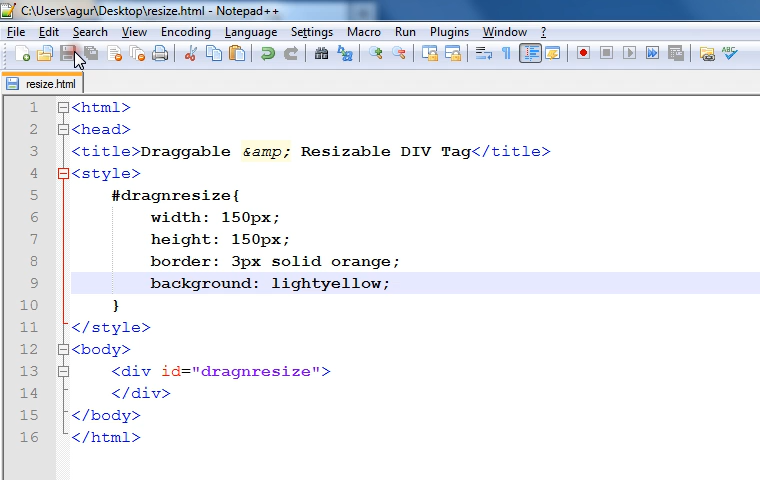 C:\Users\agur\Desktop\resize.html - Notepad++
File Edit Search View Encoding Language Settings Macro Run Plugins Window ?
resize.html
1 <html>
2 <head>
3 <title>Draggable &amp; Resizable DIV Tag</title>
4 <style>
5 #dragnresize{
6 width: 150px;
7 height: 150px;
8 border: 3px solid orange;
9 background: lightyellow;
10 }
11 </style>
12 <body>
13 <div id="dragnresize">
14 </div>
15 </body>
16 </html>